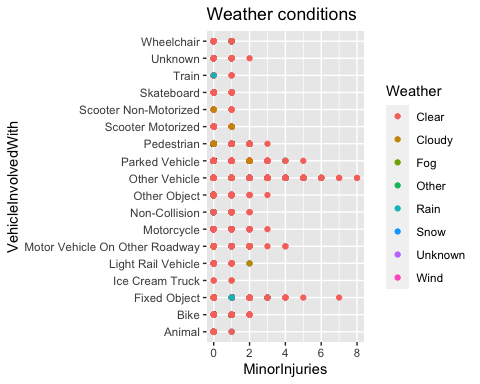 Weather conditions
VehicleInvolvedWith
Wheelchair
Unknown
Train
Skateboard
Scooter Non-Motorized
Scooter Motorized
Pedestrian
Parked Vehicle
Other Vehicle
Other Object
Non-Collision
Motorcycle
Motor Vehicle On Other Roadway
Light Rail Vehicle
Ice Cream Truck
Fixed Object
Bike
Animal
0 2 4 6 8
MinorInjuries
Weather
Clear
Cloudy
Fog
Other
Rain
Snow
Unknown
Wind